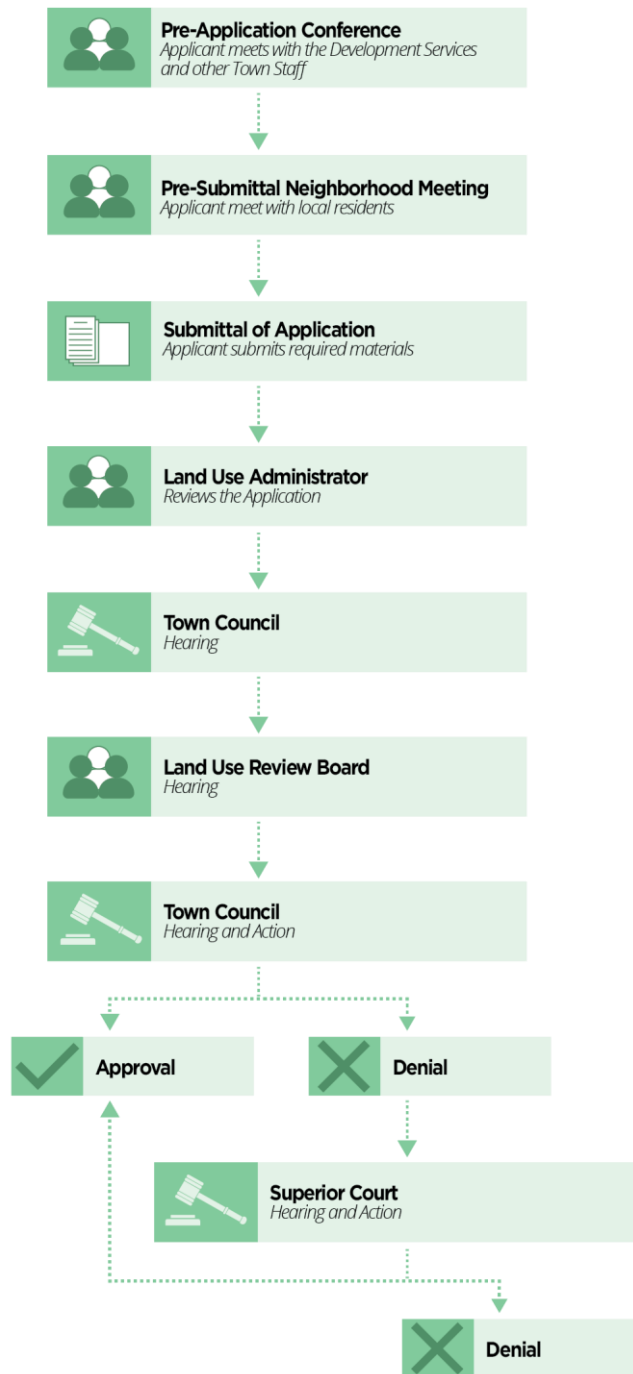 Pre-Application Conference
Applicant meets with the Development Services
and other Town Staff
Pre-Submittal Neighborhood Meeting
Applicant meet with local residents
Submittal of Application
Applicant submits required materials
Land Use Administrator
Reviews the Application
Town Council
Hearing
Land Use Review Board
Hearing
Town Council
Hearing and Action
Approval
Denial
Superior Court
Hearing and Action
Denial